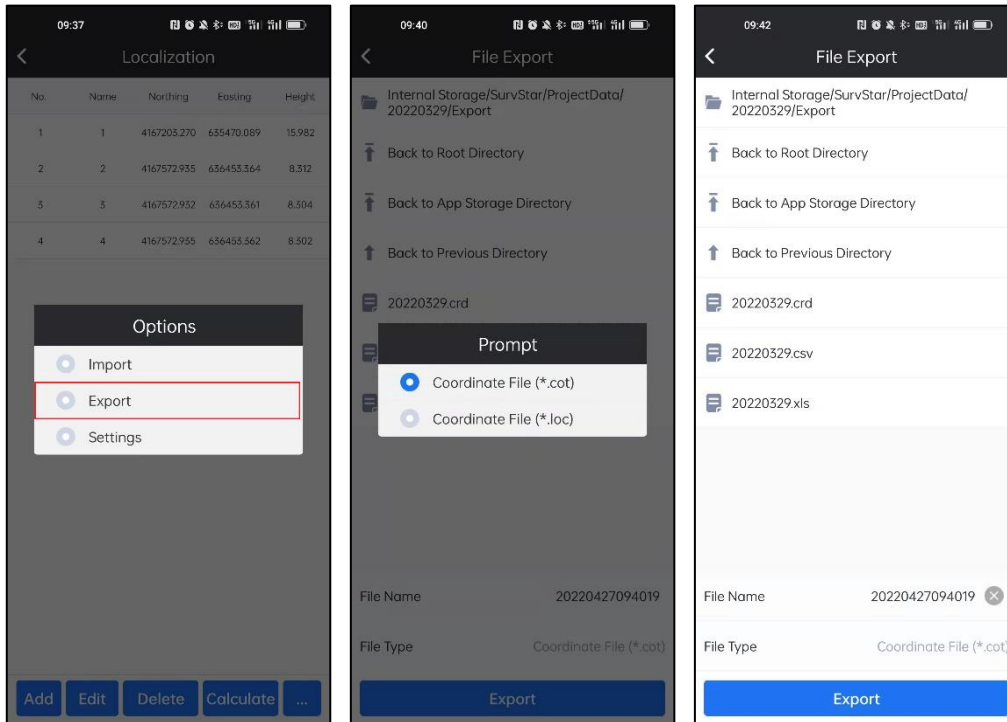 09:37
Localization
No. Name Northing Easting Height
1 1 4167203.270 635470.089 15.982
2 2 4167572.935 636453.364 8.312
3 3 4167572.932 636453.361 8.304
4 4 4167572.935 636453.362 8.302
Options
Import
Export
Settings
Add Edit Delete Calculate ...
09:40
File Export
Internal Storage/SurvStar/ProjectData/
20220329/Export
Back to Root Directory
Back to App Storage Directory
Back to Previous Directory
20220329.crd
Prompt
Coordinate File (*.cot)
Coordinate File (*.loc)
File Name 20220427094019
File Type Coordinate File (*.cot)
Export
09:42
File Export
Internal Storage/SurvStar/ProjectData/
20220329/Export
Back to Root Directory
Back to App Storage Directory
Back to Previous Directory
20220329.crd
20220329.csv
20220329.xls
File Name 20220427094019
File Type Coordinate File (*.cot)
Export